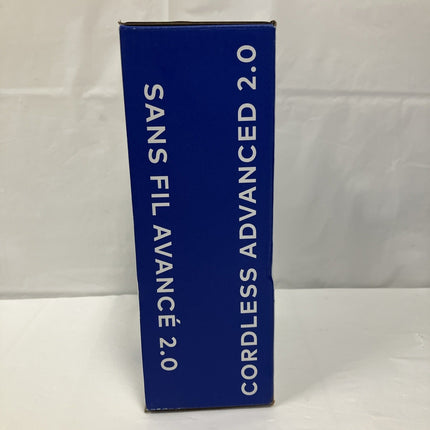 CORDLESS ADVANCED 2.0
SANS FIL AVANCÉ 2.0